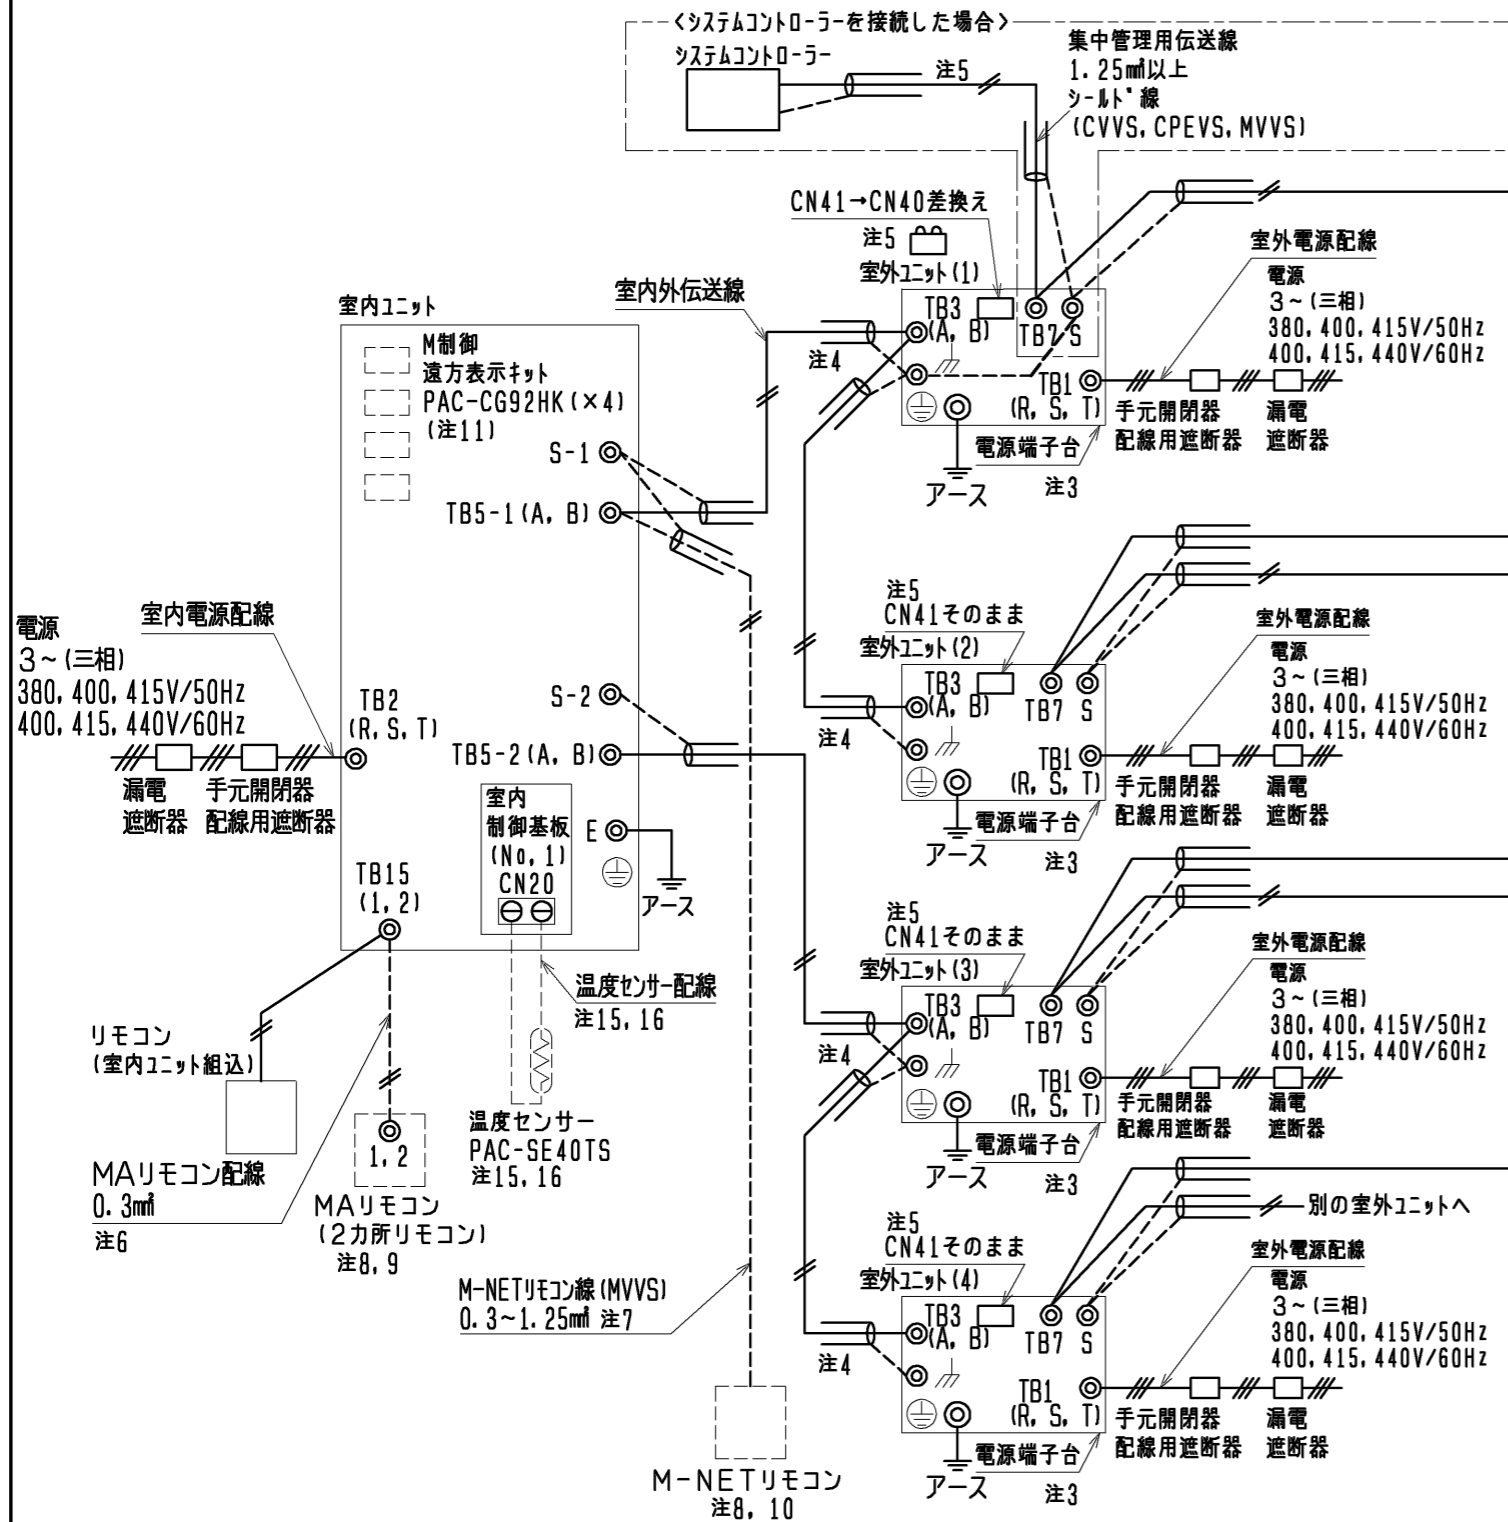 <システムコントローラーを接続した場合>
システムコントローラー
注5
集中管理用伝送線
1.25㎟以上
シールド線
(CVVS,CPEVS,MVVS)
CN41→CN40差換え
注5
室外ユニット(1)
TB3
(A, B)
TB7 S
TB1
(R, S, T)
電源端子台
注3
アース
注4
室外電源配線
電源
3~(三相)
380,400,415V/50Hz
400,415,440V/60Hz
手元開閉器
配線用遮断器
漏電
遮断器
室内外伝送線
室内ユニット
M制御
遠方表示キット
PAC-CG92HK(×4)
(注11)
S-1
TB5-1(A, B)
S-2
TB5-2(A, B)
TB2
(R,S,T)
室内電源配線
電源
3~(三相)
380,400,415V/50Hz
400,415,440V/60Hz
漏電
遮断器
手元開閉器
配線用遮断器
室内
制御基板
(No,1)
CN20
E
アース
TB15
(1,2)
温度センサー配線
注15,16
温度センサー
PAC-SE40TS
注15,16
リモコン
(室内ユニット組込)
MAリモコン配線
0.3㎟
注6
1,2
MAリモコン
(2カ所リモコン)
注8,9
M-NETリモコン線(MVVS)
0.3~1.25㎟ 注7
M-NETリモコン
注8, 10
注5
CN41そのまま
室外ユニット(2)
TB3
(A, B)
TB7 S
TB1
(R, S, T)
電源端子台
注3
アース
注4
室外電源配線
電源
3~(三相)
380,400,415V/50Hz
400,415,440V/60Hz
手元開閉器
配線用遮断器
漏電
遮断器
注5
CN41そのまま
室外ユニット(3)
TB3
(A, B)
TB7 S
TB1
(R, S, T)
電源端子台
注3
アース
注4
室外電源配線
電源
3~(三相)
380,400,415V/50Hz
400,415,440V/60Hz
手元開閉器
配線用遮断器
漏電
遮断器
別の室外ユニットへ
注5
CN41そのまま
室外ユニット(4)
TB3
(A, B)
TB7 S
TB1
(R, S, T)
電源端子台
注3
アース
注4
室外電源配線
電源
3~(三相)
380,400,415V/50Hz
400,415,440V/60Hz
手元開閉器
配線用遮断器
漏電
遮断器